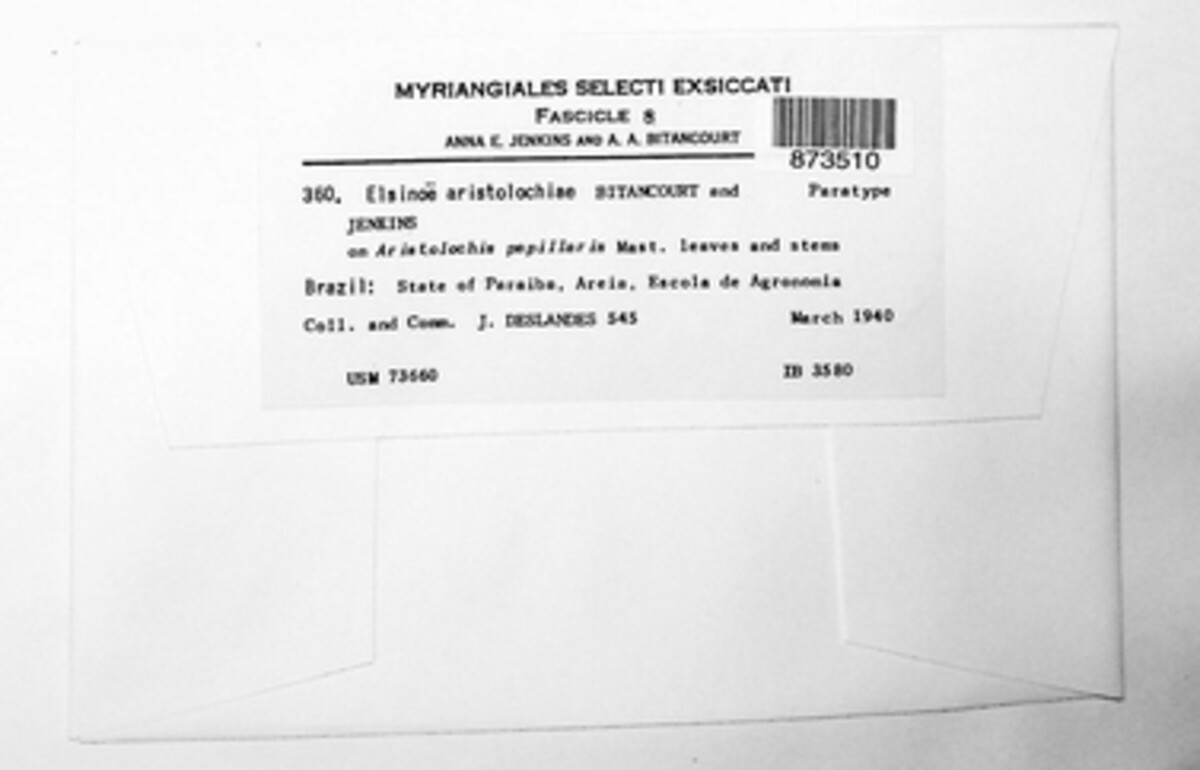 MYRIANGIALES SELECTI EXSICCATI
FASCICLE 8
ANNA E. JENKINS AND A. A. BITANCOURT
873510
360. Elsinoë aristolochiae BITANCOURT and Paratype
JENKINS
on Aristolochia papillaris Mast. leaves and stems
Brazil: State of Paraiba, Areia, Escola de Agronomia
Coll. and Comm. J. DESLANDES 545 March 1940
USM 73660 IB 3580